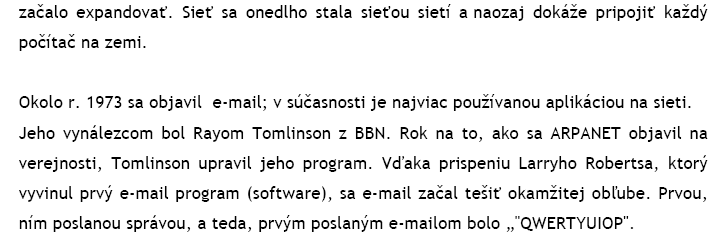 začalo expandovať. Sieť sa onedlho stala sieťou sietí a naozaj dokáže pripojiť každý
počítač na zemi.
Okolo r. 1973 sa objavil  e-mail; v súčasnosti je najviac používanou aplikáciou na sieti.
Jeho vynálezcom bol Rayom Tomlinson z BBN. Rok na to, ako sa ARPANET objavil na
verejnosti, Tomlinson upravil jeho program. Vďaka prispeniu Larryho Robertsa, ktorý
vyvinul prvý e-mail program (software), sa e-mail začal tešiť okamžitej obľube. Prvou,
ním poslanou správou, a teda, prvým poslaným e-mailom bolo „"QWERTYUIOP".